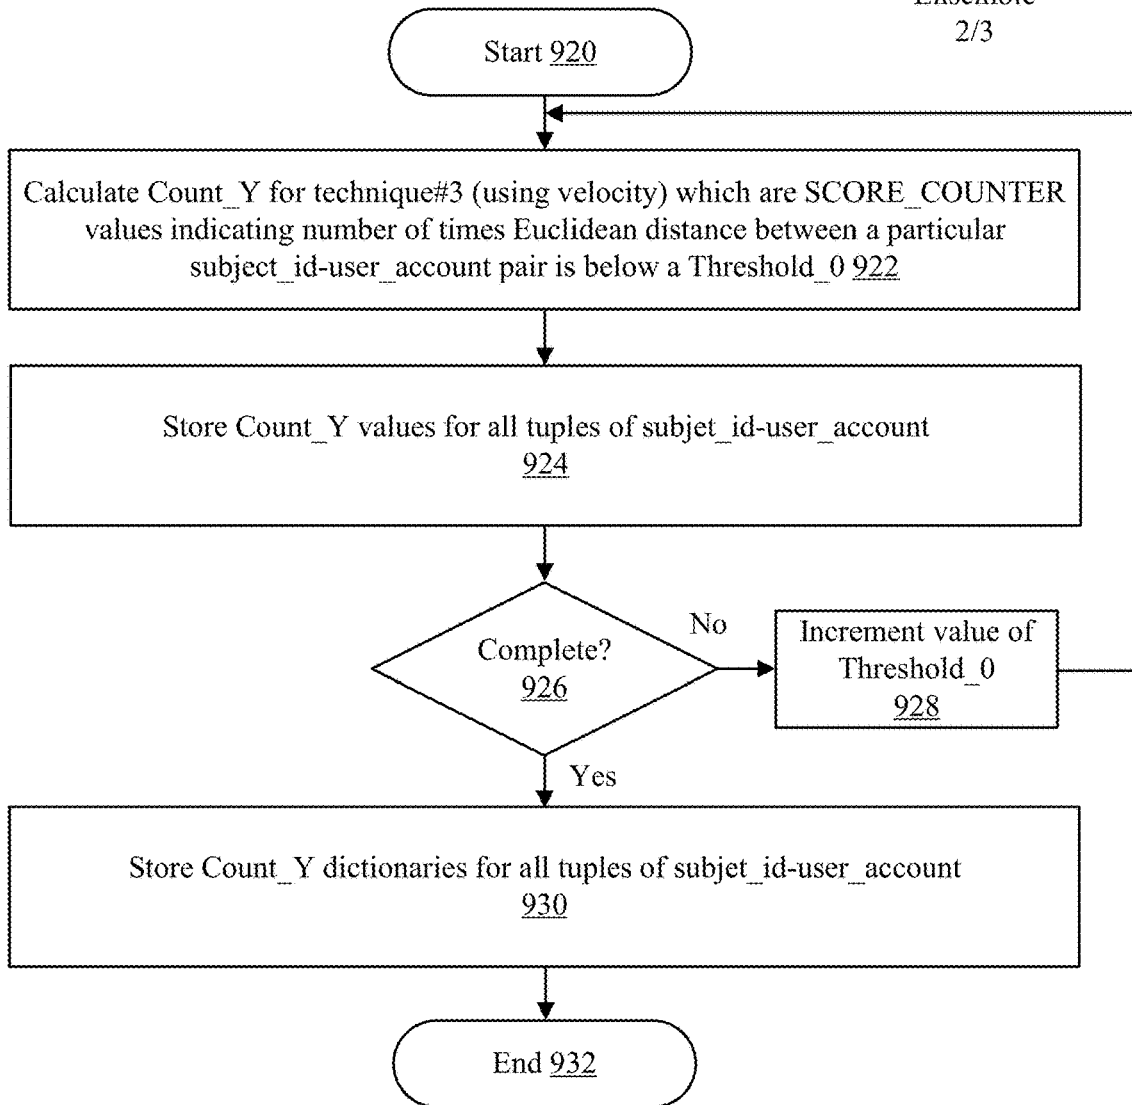 Ensemble
2/3
Start 920
Calculate Count_Y for technique#3 (using velocity) which are SCORE_COUNTER
values indicating number of times Euclidean distance between a particular
subject_id-user_account pair is below a Threshold_0 922
Store Count_Y values for all tuples of subjet_id-user_account
924
Complete?
926
No
Increment value of
Threshold_0
928
Yes
Store Count_Y dictionaries for all tuples of subjet_id-user_account
930
End 932